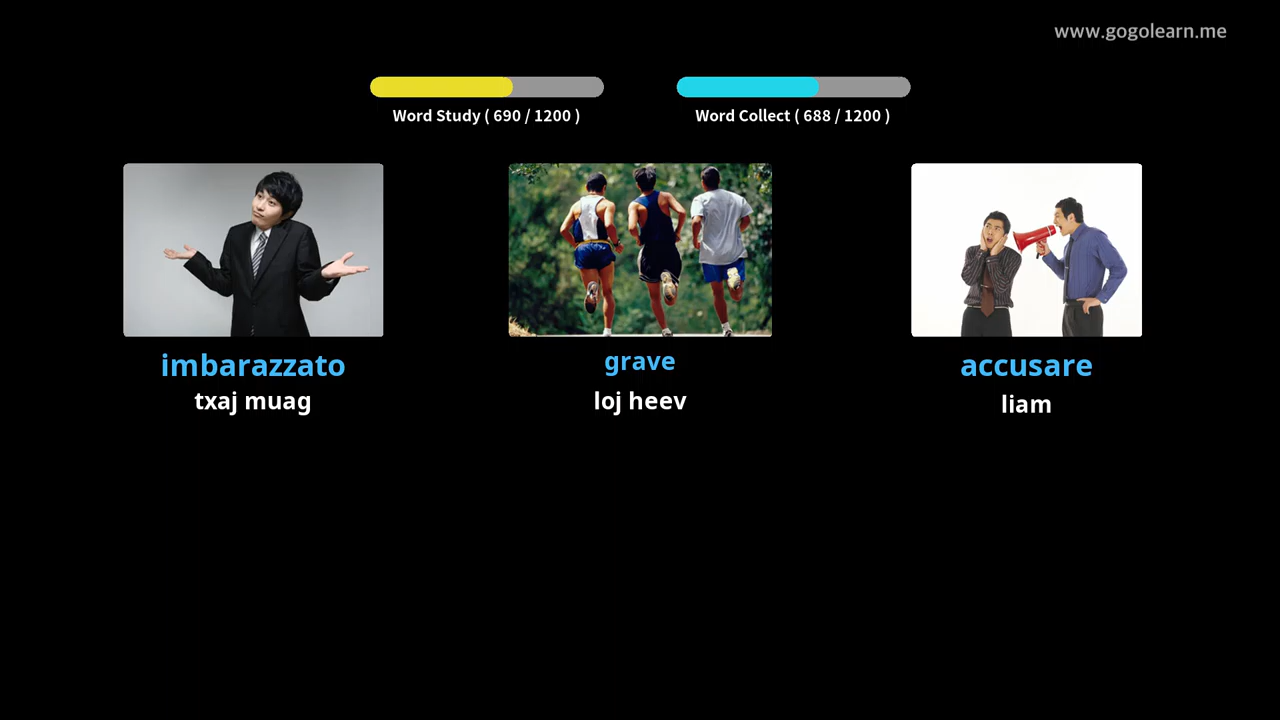 www.gogolearn.me
Word Study ( 690 / 1200 )
Word Collect ( 688 / 1200 )
imbarazzato
txaj muag
grave
loj heev
accusare
liam